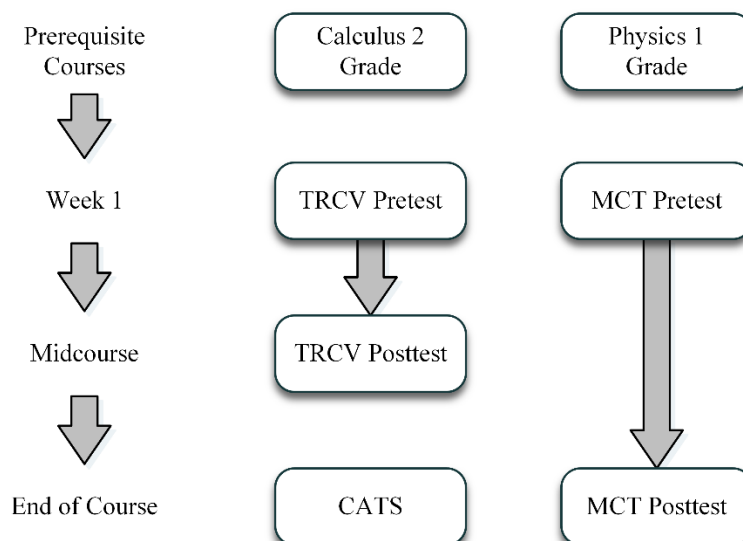 Prerequisite
Courses
Calculus 2
Grade
Physics 1
Grade
Week 1
TRCV Pretest
MCT Pretest
Midcourse
TRCV Posttest
End of Course
CATS
MCT Posttest